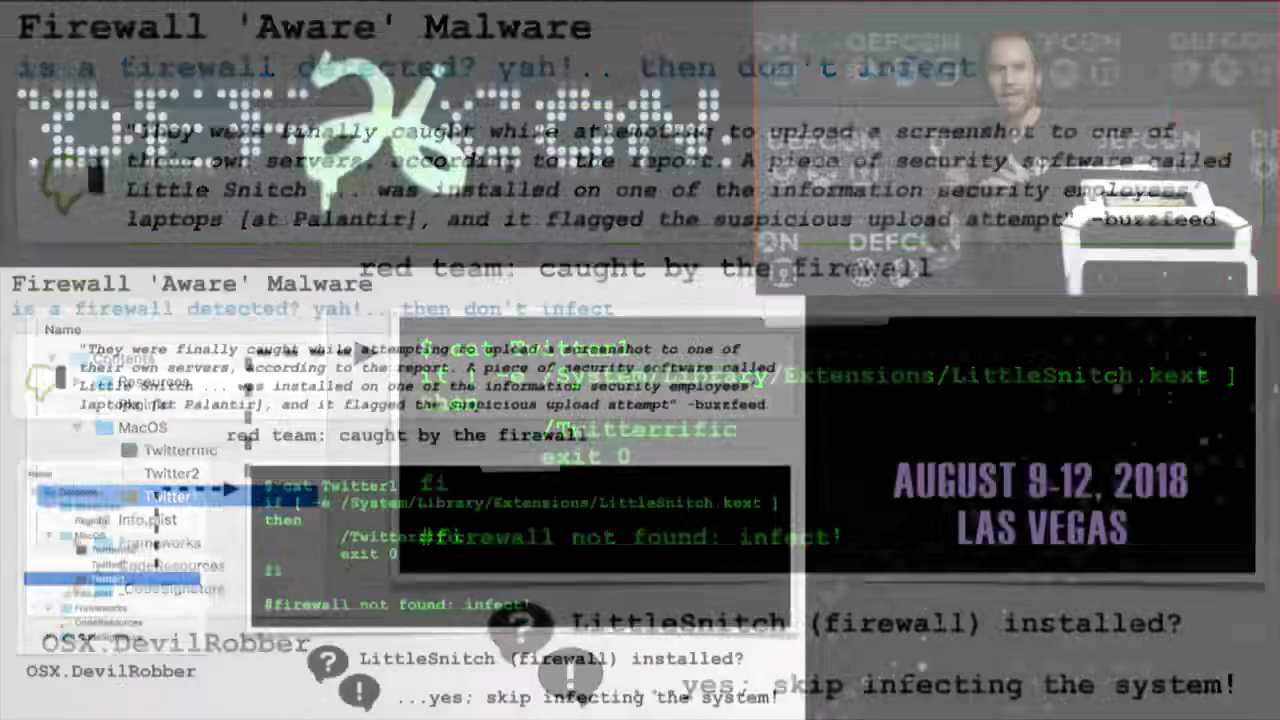 Firewall 'Aware' Malware
is a firewall detected? yah!.. then don't infect
DEF CON.
"They were finally caught while attempting to upload a screenshot to one of
their own servers, according to the report. A piece of security software called
Little Snitch ... was installed on one of the information security employees'
laptops [at Palantir], and it flagged the suspicious upload attempt" -buzzfeed
red team: caught by the firewall
DEFCON
DEFCON
DEFCON
Firewall 'Aware' Malware
is a firewall detected? yah!...then don't infect
Name
"They were finally caught while attempting to upload a screenshot to one of
their own servers, according to the report. A piece of security software called
Little Snitch ... was installed on one of the information security employees'
laptops [at Palantir], and it flagged the suspicious upload attempt" -buzzfeed
red team: caught by the firewall
Contents
Resources
MacOS
Twitterrific
Twitter2
Twitter1
Info.plist
Frameworks
CodeResources
_CodeSignature
OSX.DevilRobber
$ cat Twitter1
if [ -e /System/Library/Extensions/LittleSnitch.kext ]
then
/Twitterrific
exit 0
fi
#firewall not found: infect!
AUGUST 9-12, 2018
LAS VEGAS
$ cat Twitter1
if [ -e /System/Library/Extensions/LittleSnitch.kext ]
then
exit 0
fi
#firewall not found: infect!
LittleSnitch (firewall) installed?
yes: skip infecting the system!
OSX.DevilRobber
LittleSnitch (firewall) installed?
...yes: skip infecting the system!